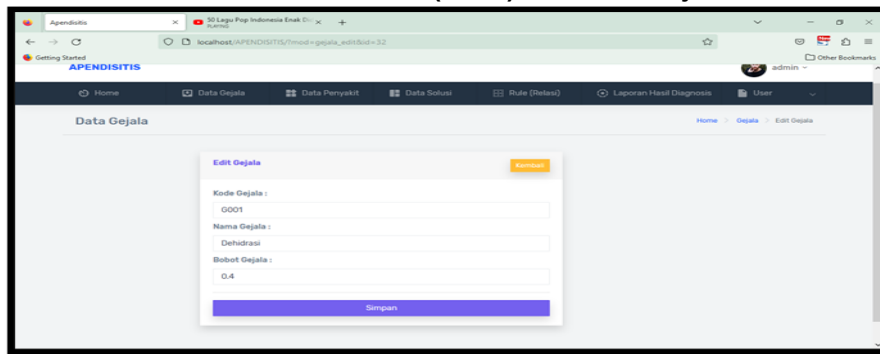 Apendisitis
50 Lagu Pop Indonesia Enak Di
PLAYING
localhost/APENDISITIS/?mod=gejala_edit&id=32
Getting Started
Other Bookmarks
APENDISITIS
admin
Home
Data Gejala
Data Penyakit
Data Solusi
Rule (Relasi)
Laporan Hasil Diagnosis
User
Data Gejala
Home > Gejala > Edit Gejala
Edit Gejala
Kembali
Kode Gejala :
G001
Nama Gejala :
Dehidrasi
Bobot Gejala :
0.4
Simpan